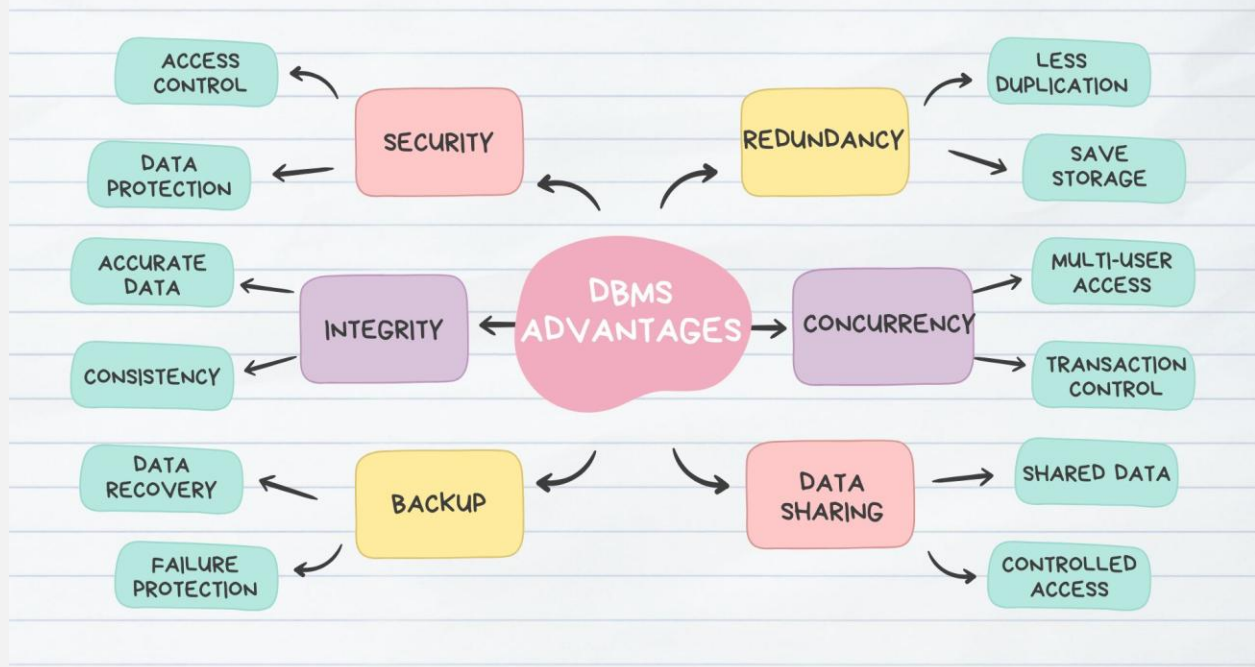 ACCESS
CONTROL
SECURITY
DATA
PROTECTION
REDUNDANCY
LESS
DUPLICATION
SAVE
STORAGE
DBMS
ADVANTAGES
ACCURATE
DATA
INTEGRITY
CONSISTENCY
CONCURRENCY
MULTI-USER
ACCESS
TRANSACTION
CONTROL
DATA
RECOVERY
BACKUP
FAILURE
PROTECTION
DATA
SHARING
SHARED DATA
CONTROLLED
ACCESS